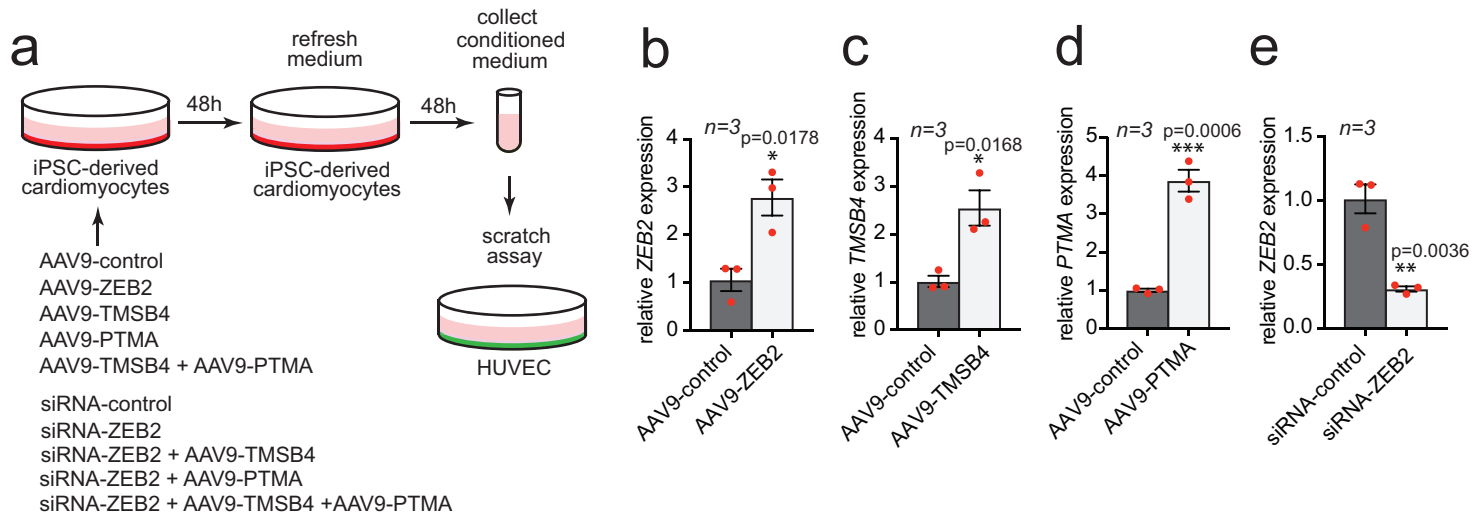 a
refresh
medium
collect
conditioned
medium
48h
48h
iPSC-derived
cardiomyocytes
iPSC-derived
cardiomyocytes
AAV9-control
AAV9-ZEB2
AAV9-TMSB4
AAV9-PTMA
AAV9-TMSB4 + AAV9-PTMA
siRNA-control
siRNA-ZEB2
siRNA-ZEB2 + AAV9-TMSB4
siRNA-ZEB2 + AAV9-PTMA
siRNA-ZEB2 + AAV9-TMSB4 +AAV9-PTMA
scratch
assay
HUVEC
b
relative ZEB2 expression
4
3
2
1
0
n=3
p=0.0178
*
AAV9-control
AAV9-ZEB2
c
relative TMSB4 expression
4
3
2
1
0
n=3
p=0.0168
*
AAV9-control
AAV9-TMSB4
d
relative PTMA expression
5
4
3
2
1
0
n=3
p=0.0006
***
AAV9-control
AAV9-PTMA
e
relative ZEB2 expression
1.5
1.0
0.5
0.0
n=3
p=0.0036
**
siRNA-control
siRNA-ZEB2